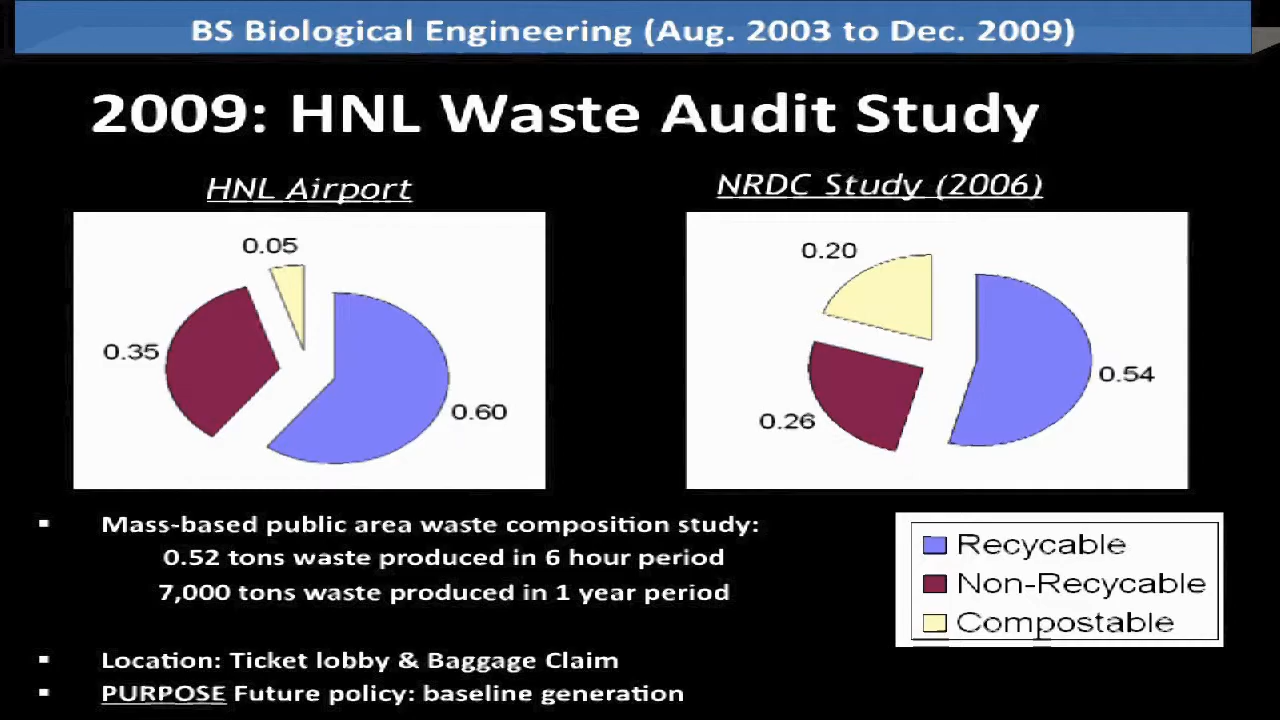 BS Biological Engineering (Aug. 2003 to Dec. 2009)
2009: HNL Waste Audit Study
HNL Airport
0.05
0.35
0.60
NRDC Study (2006)
0.20
0.54
0.26
▪ Mass-based public area waste composition study:
0.52 tons waste produced in 6 hour period
7,000 tons waste produced in 1 year period
▪ Location: Ticket lobby & Baggage Claim
▪ PURPOSE Future policy: baseline generation
Recycable
Non-Recycable
Compostable